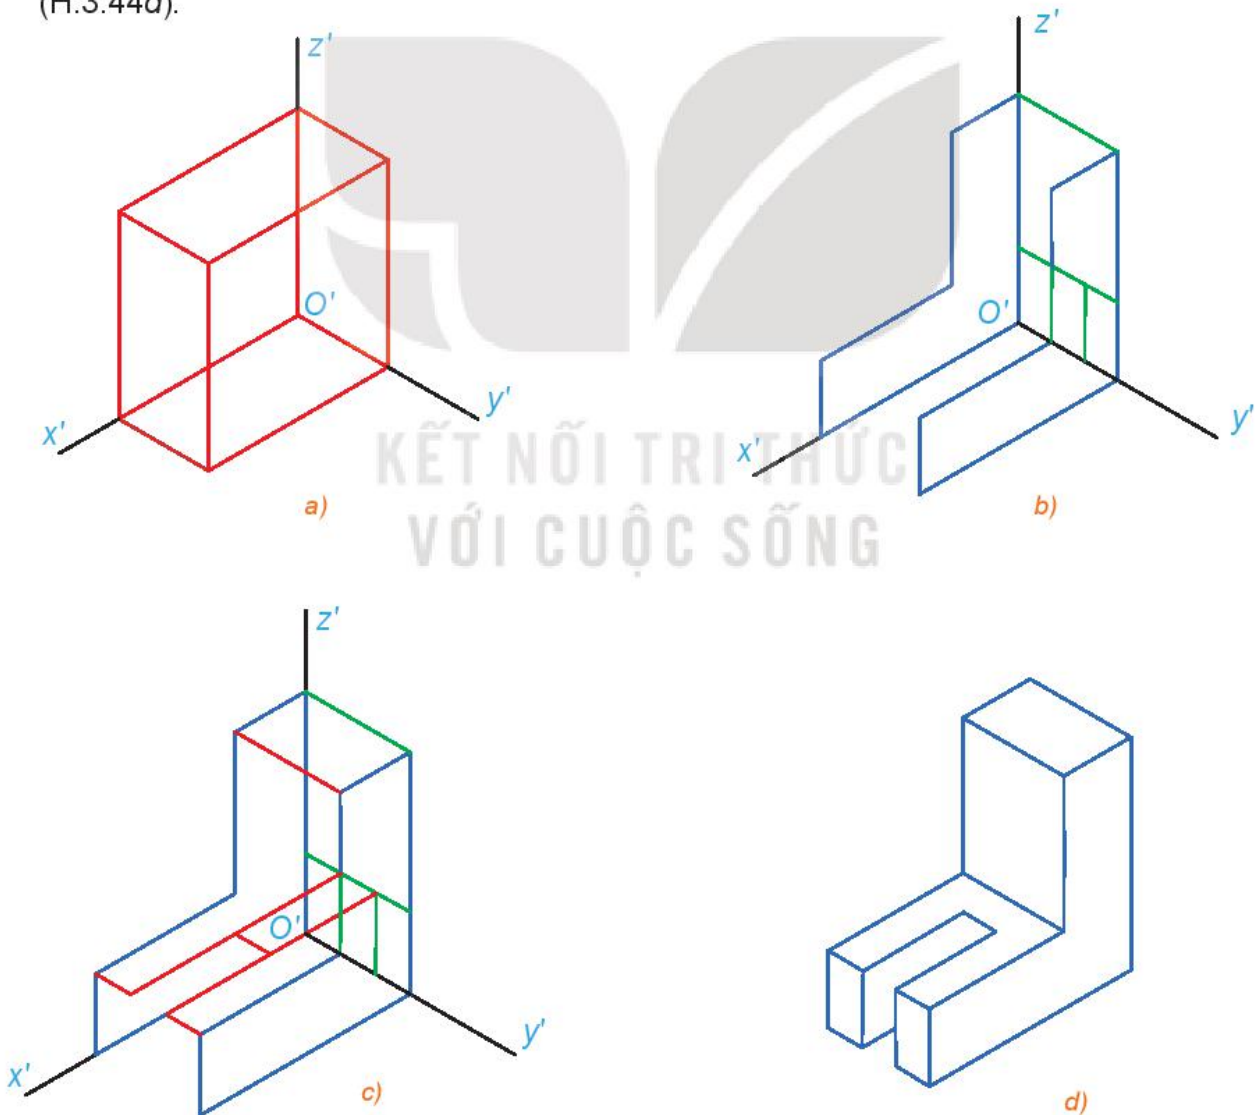 (H.3.44d).
z'
O'
x'
y'
a)
z'
O'
x'
y'
b)
KẾT NỐI TRI THỨC
VỚI CUỘC SỐNG
z'
O'
x'
y'
c)
d)